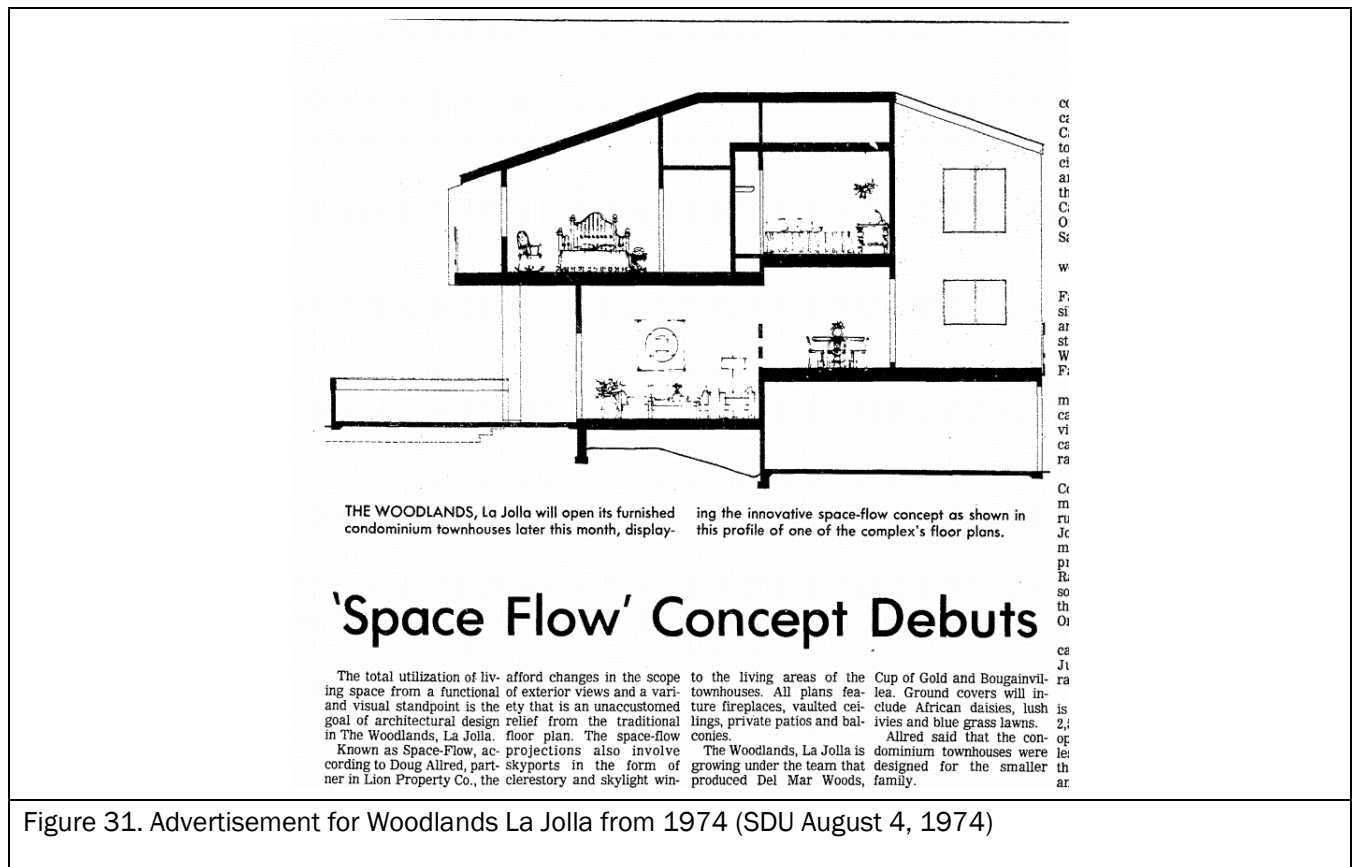 THE WOODLANDS, La Jolla will open its furnished
condominium townhouses later this month, display-
ing the innovative space-flow concept as shown in
this profile of one of the complex's floor plans.
'Space Flow' Concept Debuts
The total utilization of liv-
ing space from a functional
and visual standpoint is the
goal of architectural design
in The Woodlands, La Jolla.
Known as Space-Flow, ac-
cording to Doug Allred, part-
ner in Lion Property Co., the
afford changes in the scope
of exterior views and a vari-
ety that is an unaccustomed
relief from the traditional
floor plan. The space-flow
projections also involve
skyports in the form of
clerestory and skylight win-
to the living areas of the
townhouses. All plans fea-
ture fireplaces, vaulted cei-
lings, private patios and bal-
conies.
The Woodlands, La Jolla is
growing under the team that
produced Del Mar Woods,
Cup of Gold and Bougainvil-
lea. Ground covers will in-
clude African daisies, lush
ivies and blue grass lawns.
Allred said that the con-
dominium townhouses were
designed for the smaller
family.
Figure 31. Advertisement for Woodlands La Jolla from 1974 (SDU August 4, 1974)